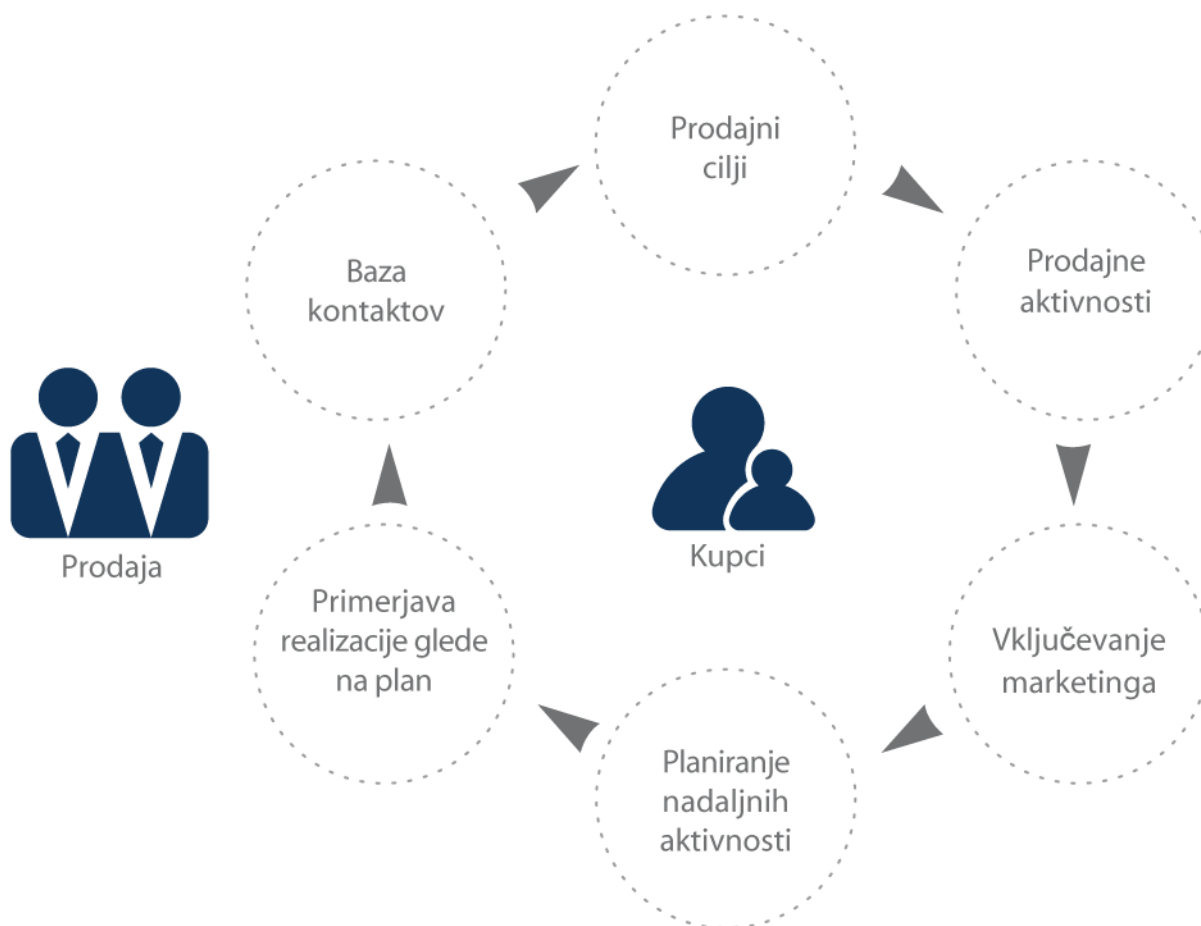 Prodajni
cilji
Prodajne
aktivnosti
Baza
kontaktov
Prodaja
Kupci
Primerjava
realizacije glede
na plan
Vključevanje
marketinga
Planiranje
nadaljnih
aktivnosti